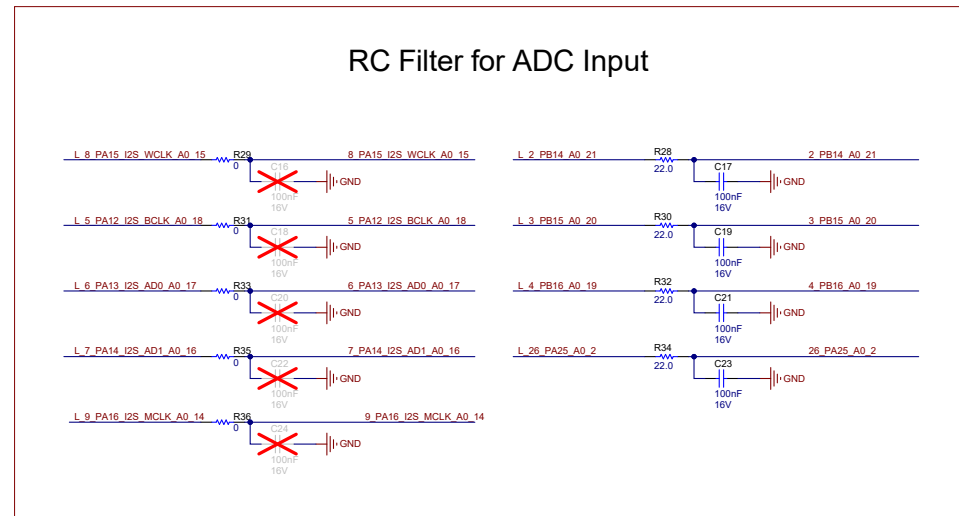 RC Filter for ADC Input
L_8_PA15_I2S_WCLK_A0_15 R29 8_PA15_I2S_WCLK_A0_15
0
C16
GND
100nF
16V
L_5_PA12_I2S_BCLK_A0_18 R31 5_PA12_I2S_BCLK_A0_18
0
C18
GND
100nF
16V
L_6_PA13_I2S_AD0_A0_17 R33 6_PA13_I2S_AD0_A0_17
0
C20
GND
100nF
16V
L_7_PA14_I2S_AD1_A0_16 R35 7_PA14_I2S_AD1_A0_16
0
C22
GND
100nF
16V
L_9_PA16_I2S_MCLK_A0_14 R36 9_PA16_I2S_MCLK_A0_14
0
C24
GND
100nF
16V
L_2_PB14_A0_21 R28 2_PB14_A0_21
22.0
C17
GND
100nF
16V
L_3_PB15_A0_20 R30 3_PB15_A0_20
22.0
C19
GND
100nF
16V
L_4_PB16_A0_19 R32 4_PB16_A0_19
22.0
C21
GND
100nF
16V
L_26_PA25_A0_2 R34 26_PA25_A0_2
22.0
C23
GND
100nF
16V